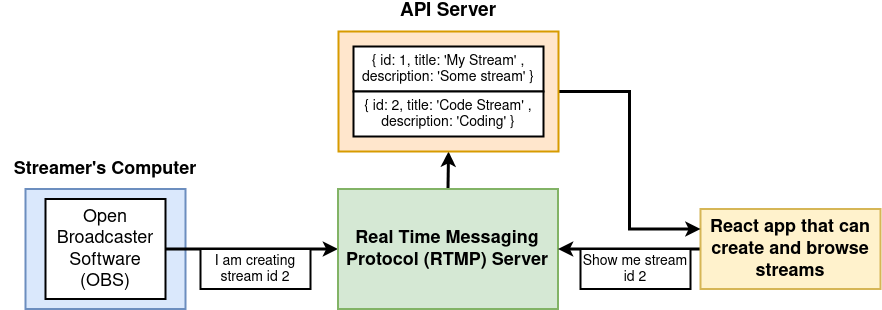 API Server
{ id: 1, title: 'My Stream' ,
description: 'Some stream' }
{ id: 2, title: 'Code Stream' ,
description: 'Coding' }
Streamer's Computer
Open
Broadcaster
Software
(OBS)
I am creating
stream id 2
Real Time Messaging
Protocol (RTMP) Server
Show me stream
id 2
React app that can
create and browse
streams